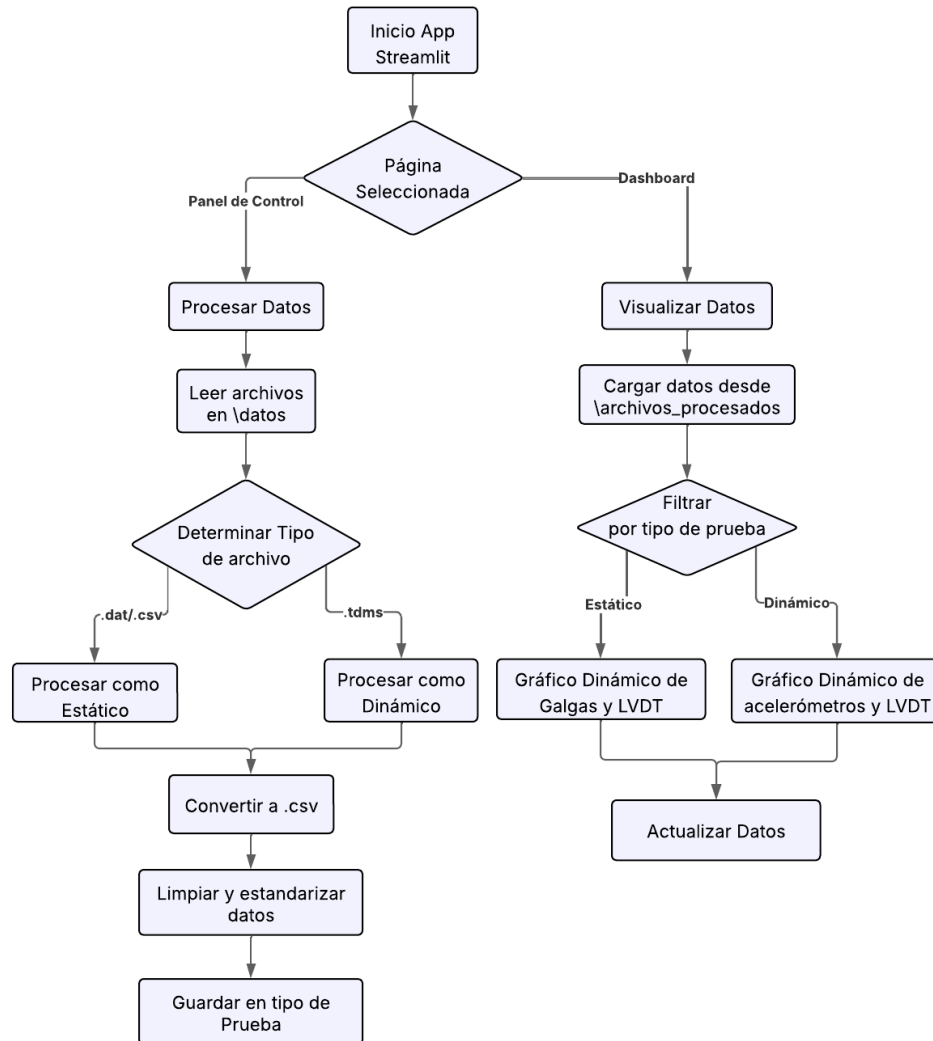 Inicio App
Streamlit
Página
Seleccionada
Panel de Control
Dashboard
Procesar Datos
Visualizar Datos
Leer archivos
en \datos
Cargar datos desde
\archivos_procesados
Determinar Tipo
de archivo
Filtrar
por tipo de prueba
.dat/.csv
.tdms
Estático
Dinámico
Procesar como
Estático
Procesar como
Dinámico
Gráfico Dinámico de
Galgas y LVDT
Gráfico Dinámico de
acelerómetros y LVDT
Convertir a .csv
Actualizar Datos
Limpiar y estandarizar
datos
Guardar en tipo de
Prueba